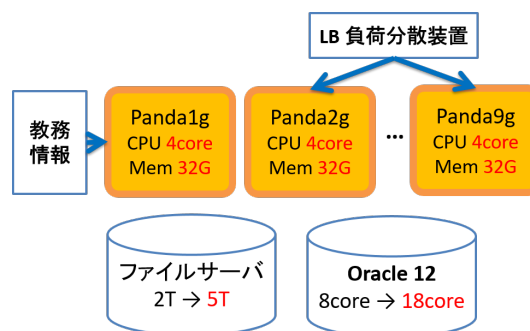 LB 負荷分散装置
教務
情報
Panda1g
CPU 4core
Mem 32G
Panda2g
CPU 4core
Mem 32G
...
Panda9g
CPU 4core
Mem 32G
ファイルサーバ
2T → 5T
Oracle 12
8core → 18core